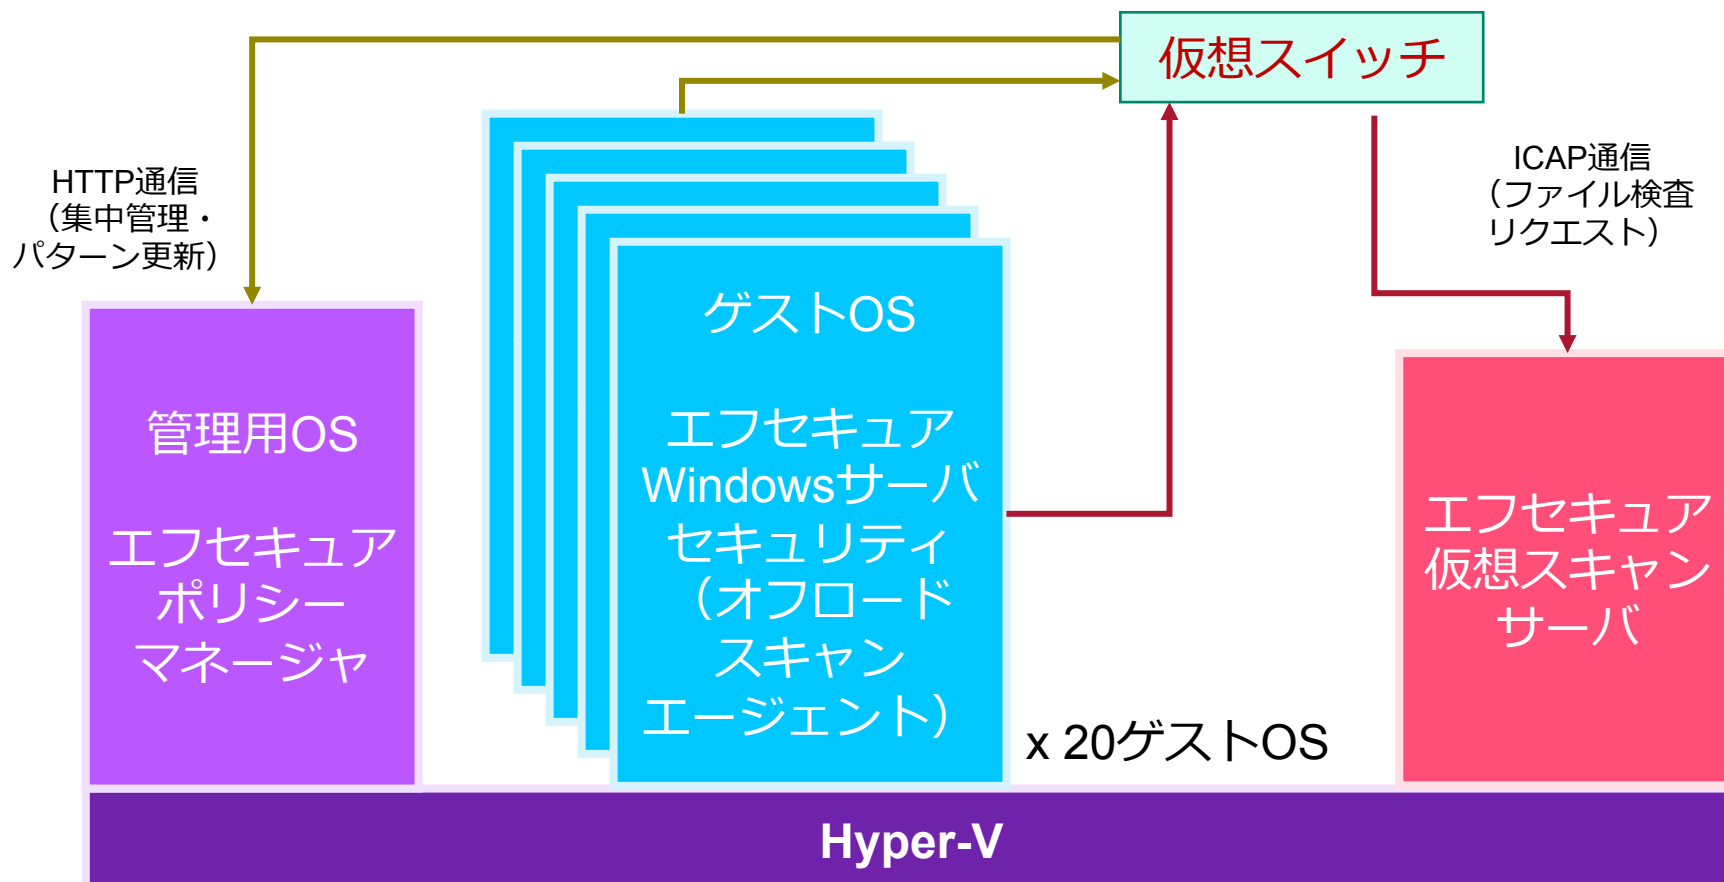 仮想スイッチ
HTTP通信
（集中管理・
パターン更新）
ICAP通信
（ファイル検査
リクエスト）
管理用OS
エフセキュア
ポリシー
マネージャ
ゲストOS
エフセキュア
Windowsサーバ
セキュリティ
（オフロード
スキャン
エージェント）
x 20ゲストOS
エフセキュア
仮想スキャン
サーバ
Hyper-V